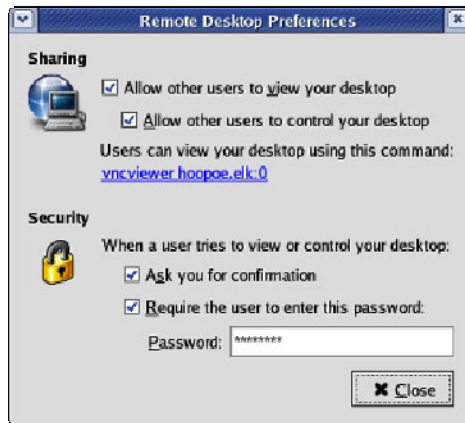 Remote Desktop Preferences
Sharing
Allow other users to view your desktop
Allow other users to control your desktop
Users can view your desktop using this command:
vncviewer hoopoe.elk:0
Security
When a user tries to view or control your desktop:
Ask you for confirmation
Require the user to enter this password:
Password: ********
Close